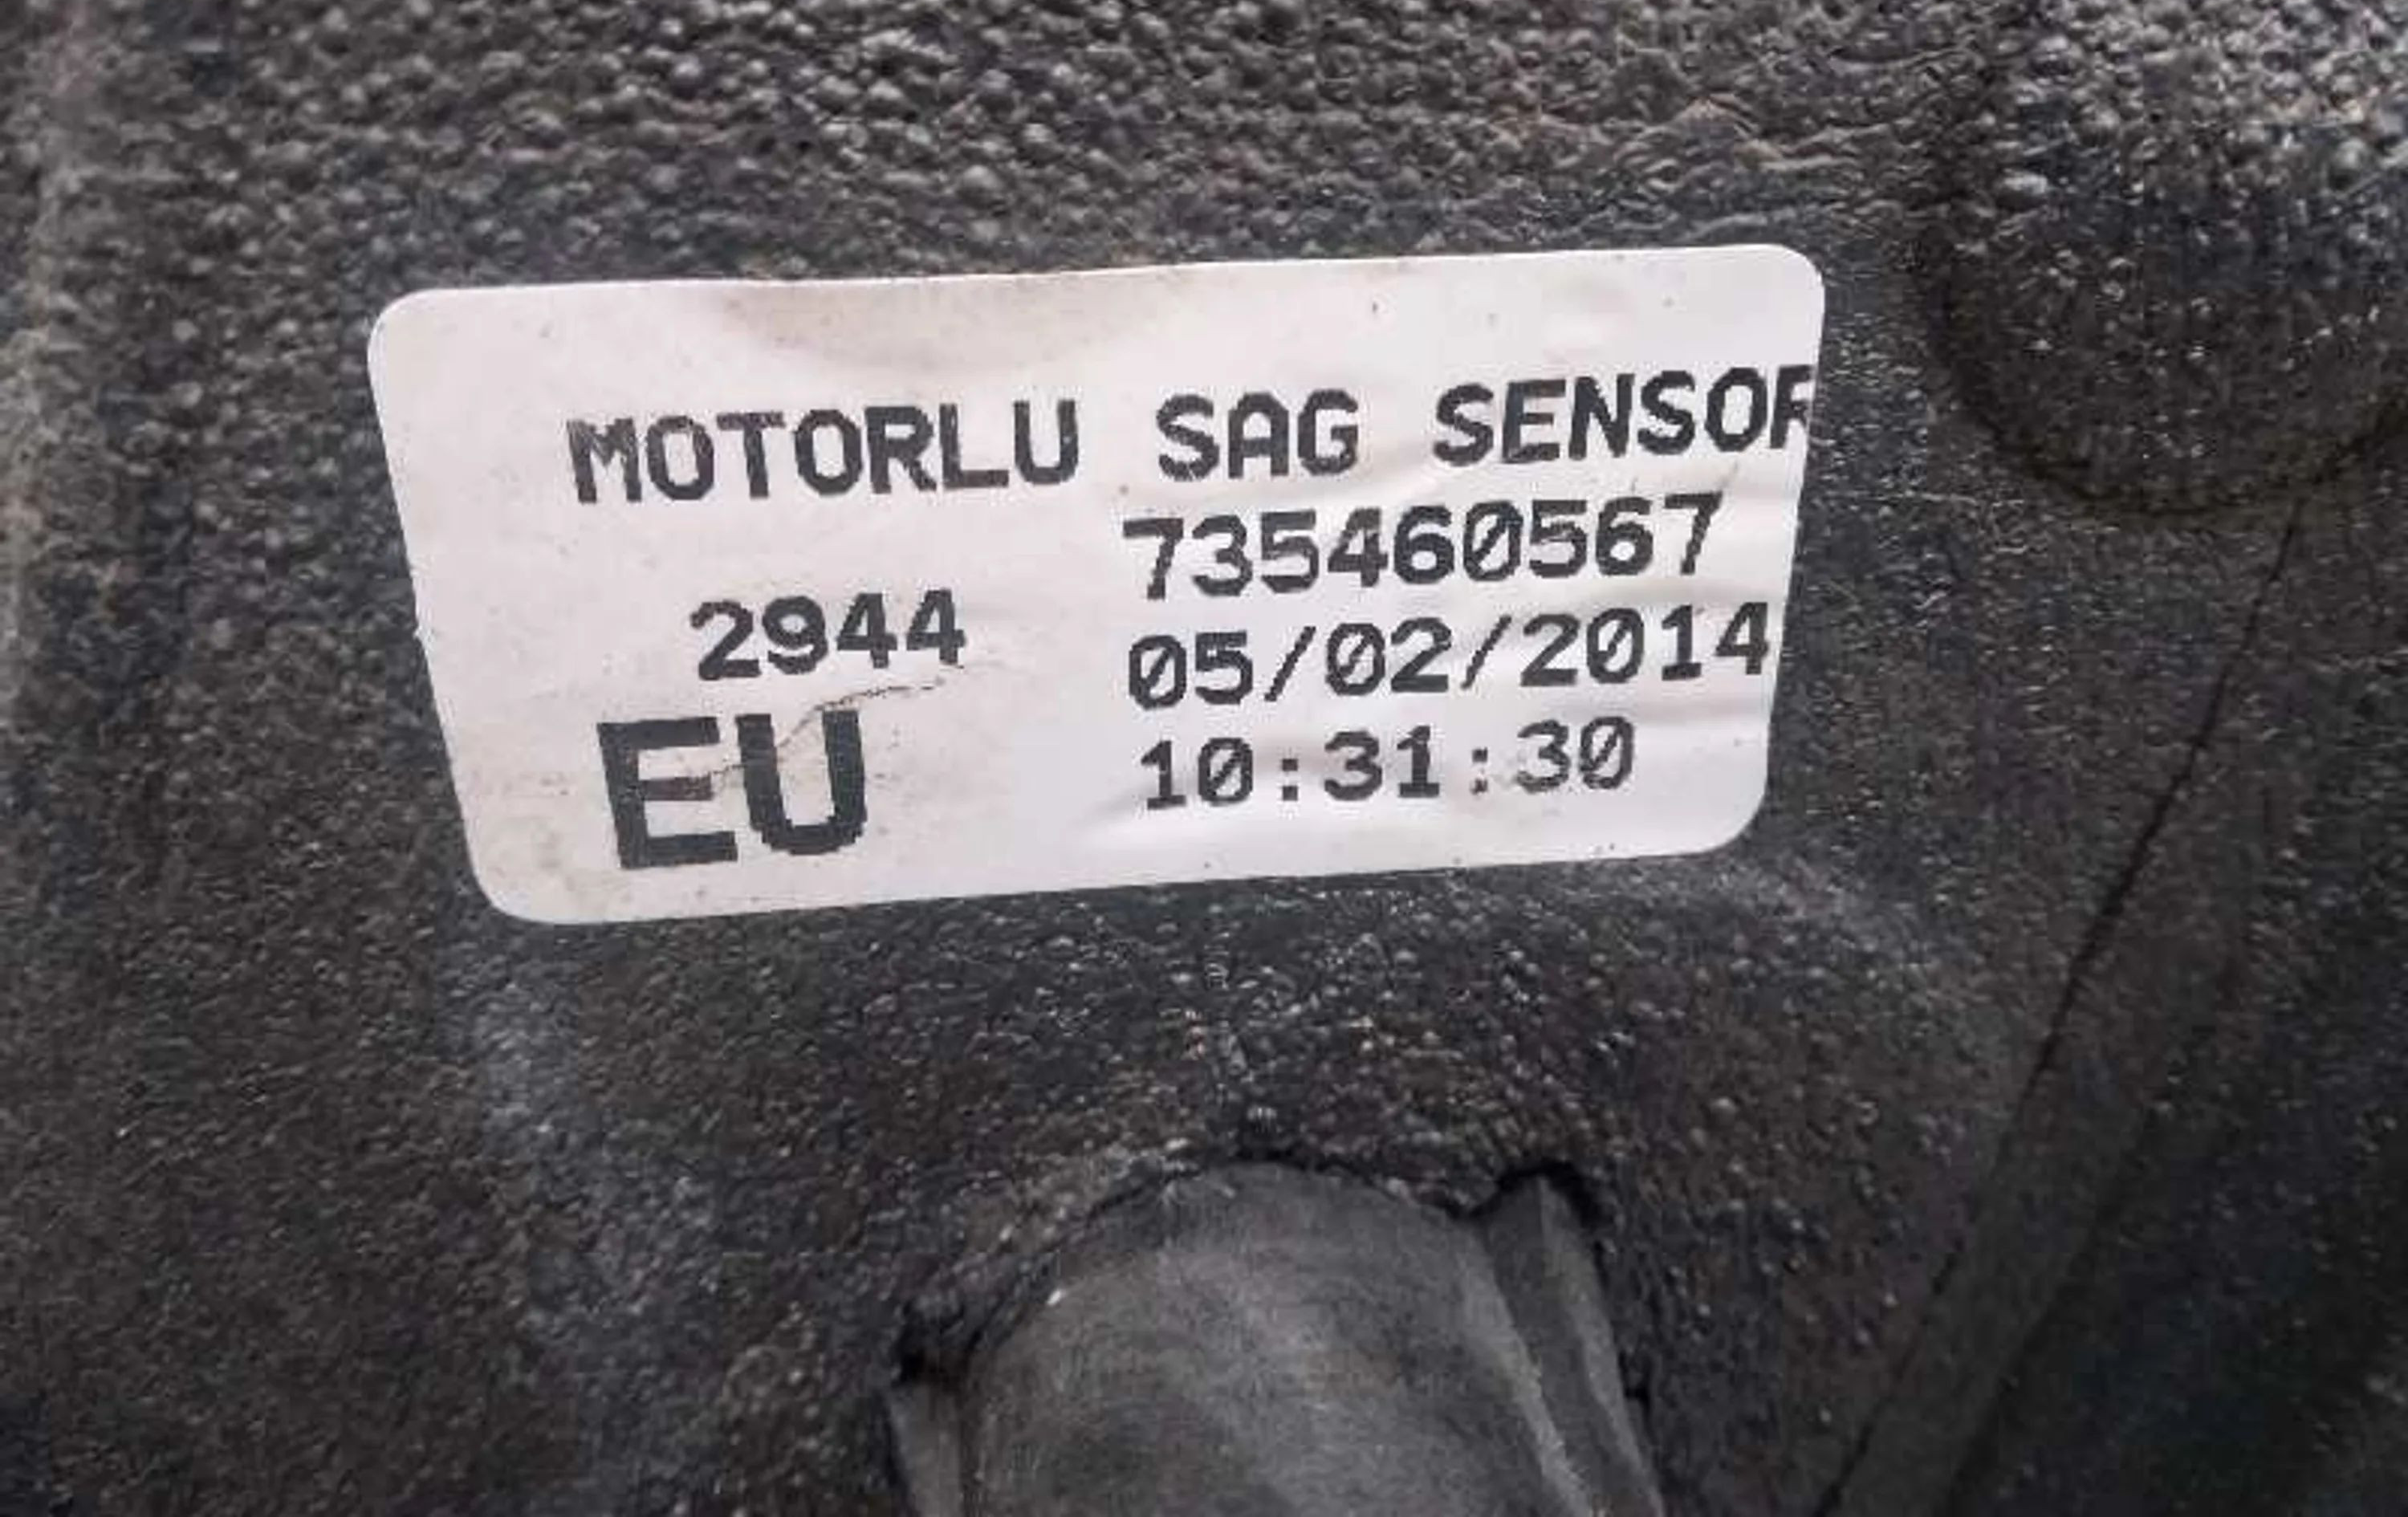 MOTORLU SAG SENSOR
735460567
2944
05/02/2014
EU
10:31:30